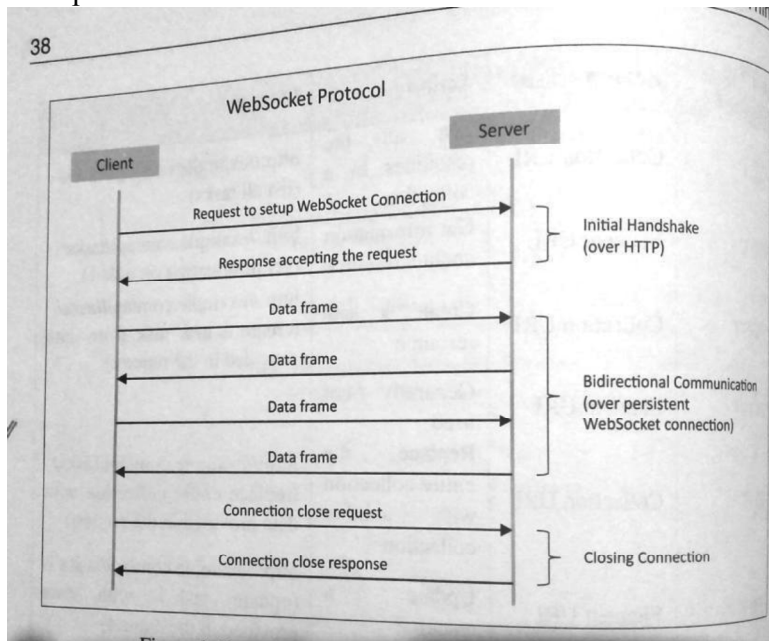 38
WebSocket Protocol
Client
Server
Request to setup WebSocket Connection
Initial Handshake
(over HTTP)
Response accepting the request
Data frame
Data frame
Bidirectional Communication
(over persistent
WebSocket connection)
Data frame
Data frame
Connection close request
Closing Connection
Connection close response